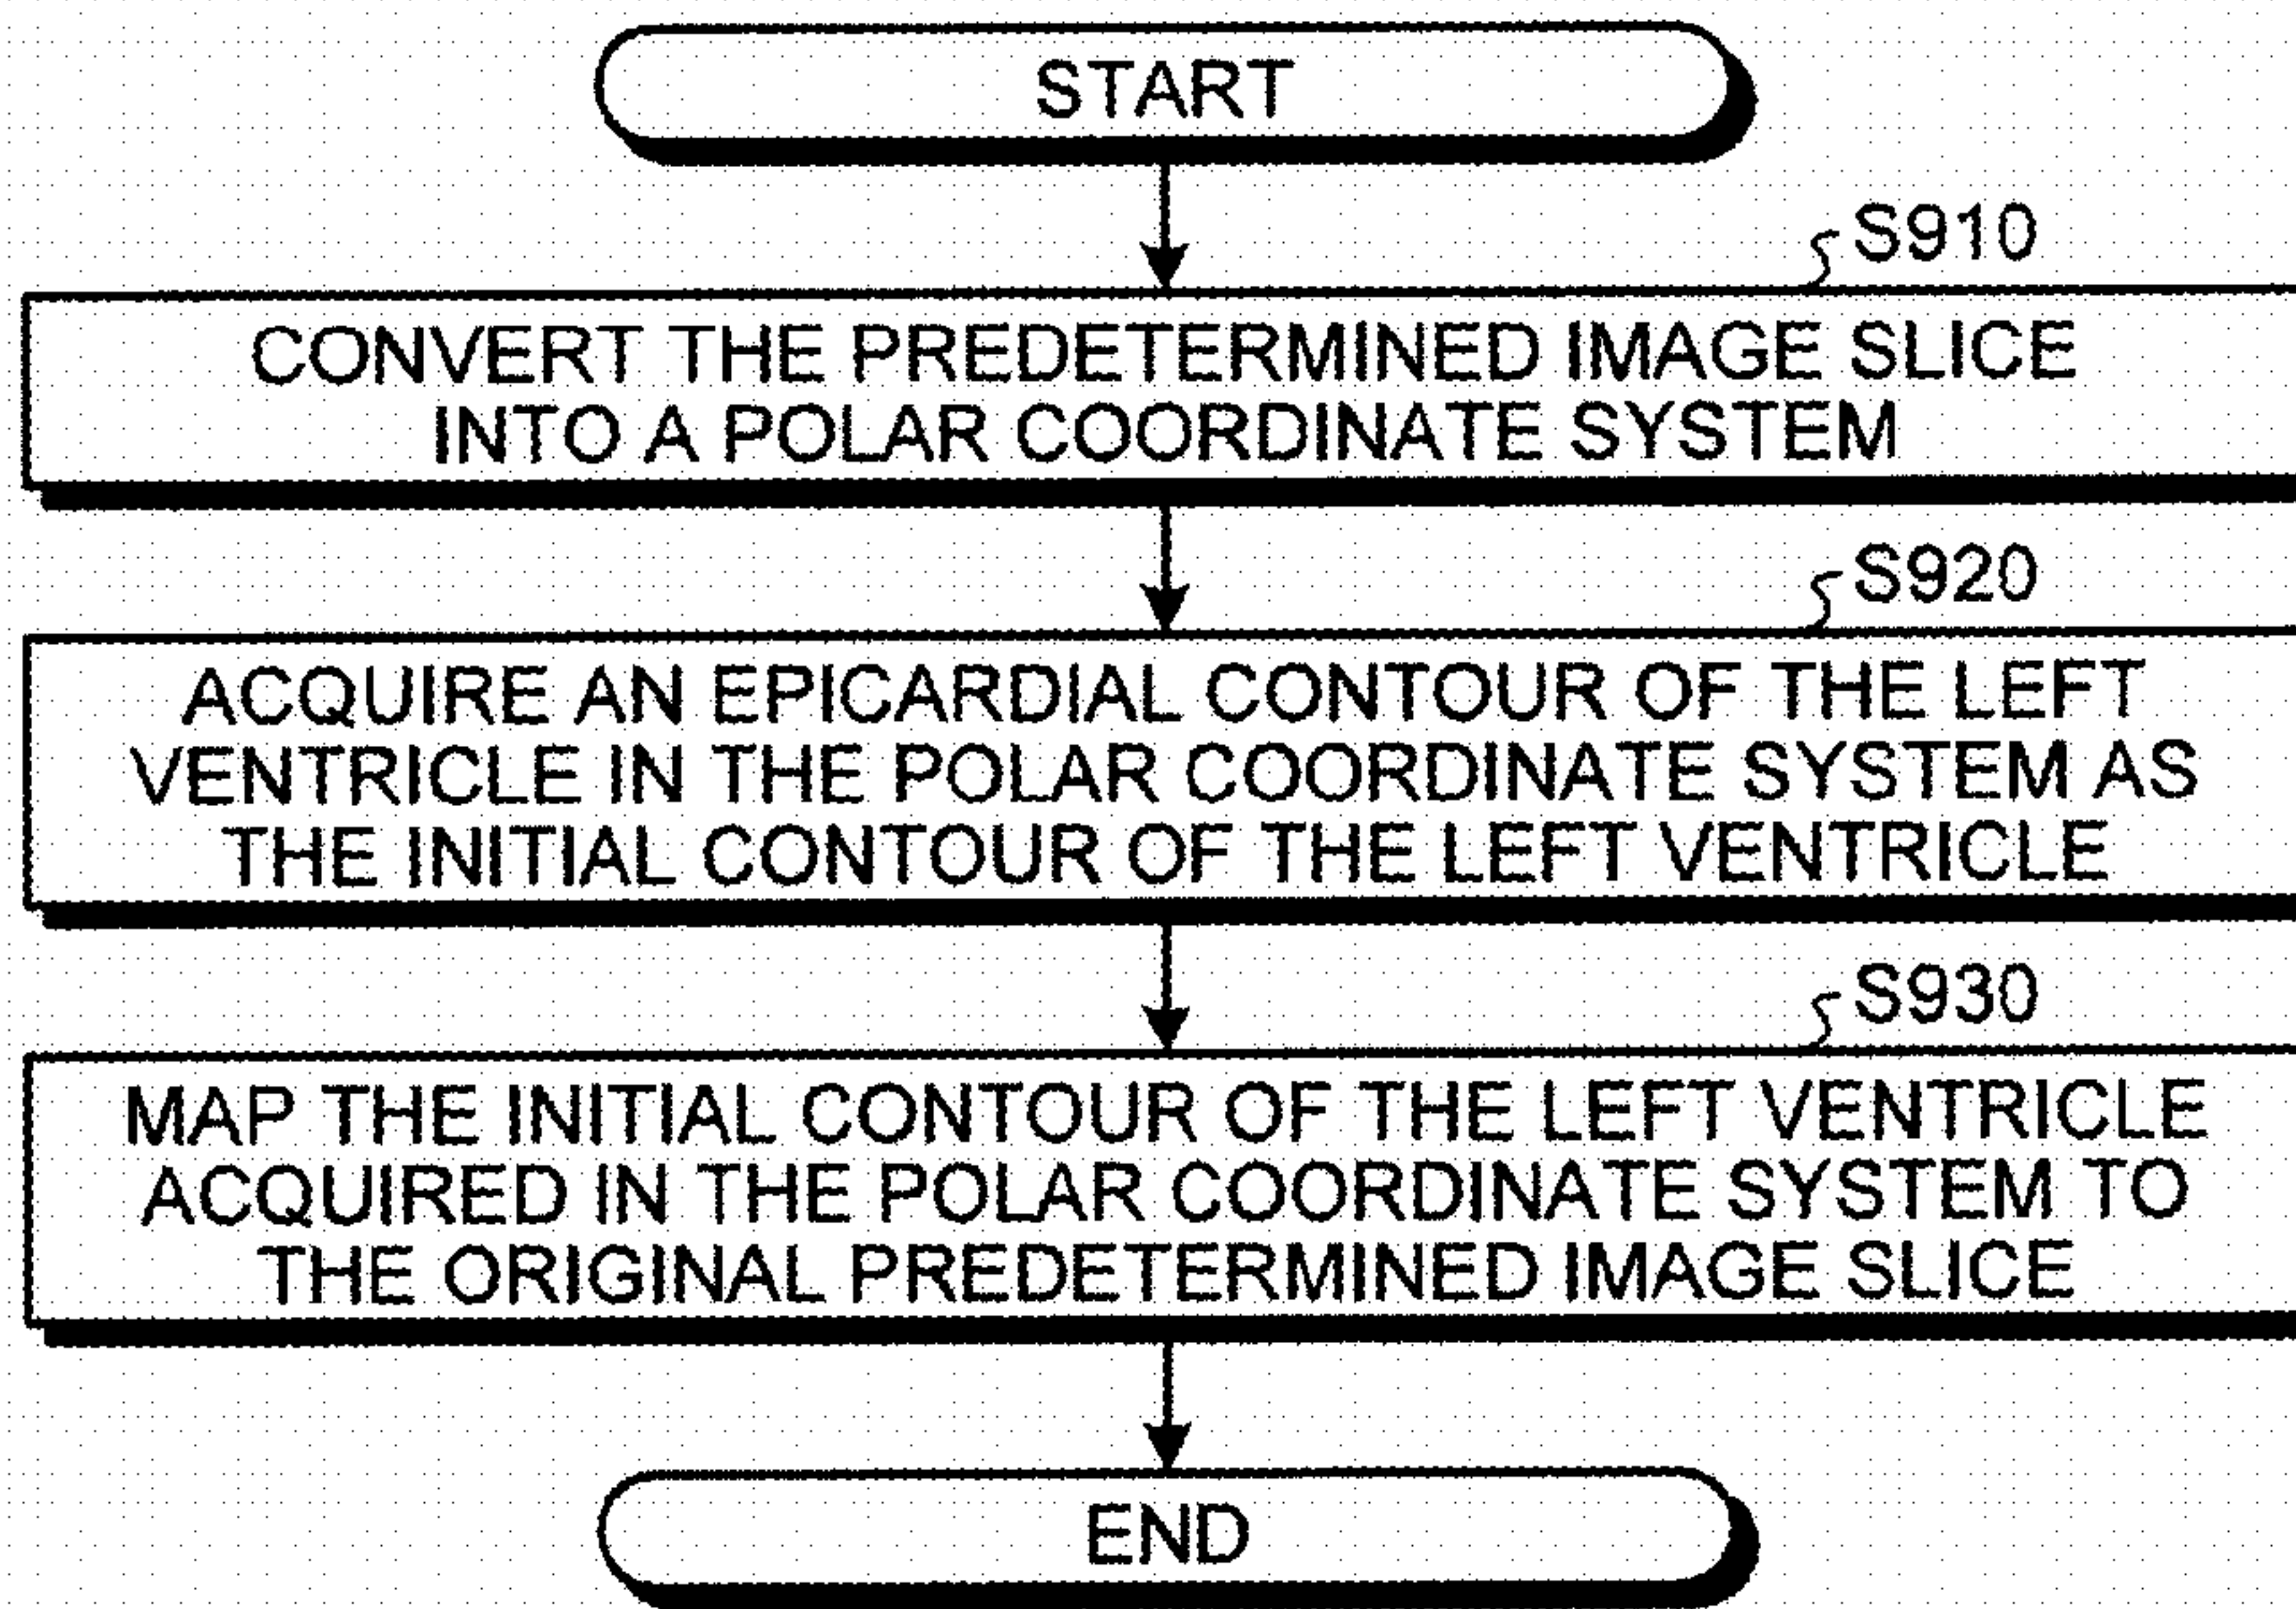 START
S910
CONVERT THE PREDETERMINED IMAGE SLICE
INTO A POLAR COORDINATE SYSTEM
S920
ACQUIRE AN EPICARDIAL CONTOUR OF THE LEFT
VENTRICLE IN THE POLAR COORDINATE SYSTEM AS
THE INITIAL CONTOUR OF THE LEFT VENTRICLE
S930
MAP THE INITIAL CONTOUR OF THE LEFT VENTRICLE
ACQUIRED IN THE POLAR COORDINATE SYSTEM TO
THE ORIGINAL PREDETERMINED IMAGE SLICE
END